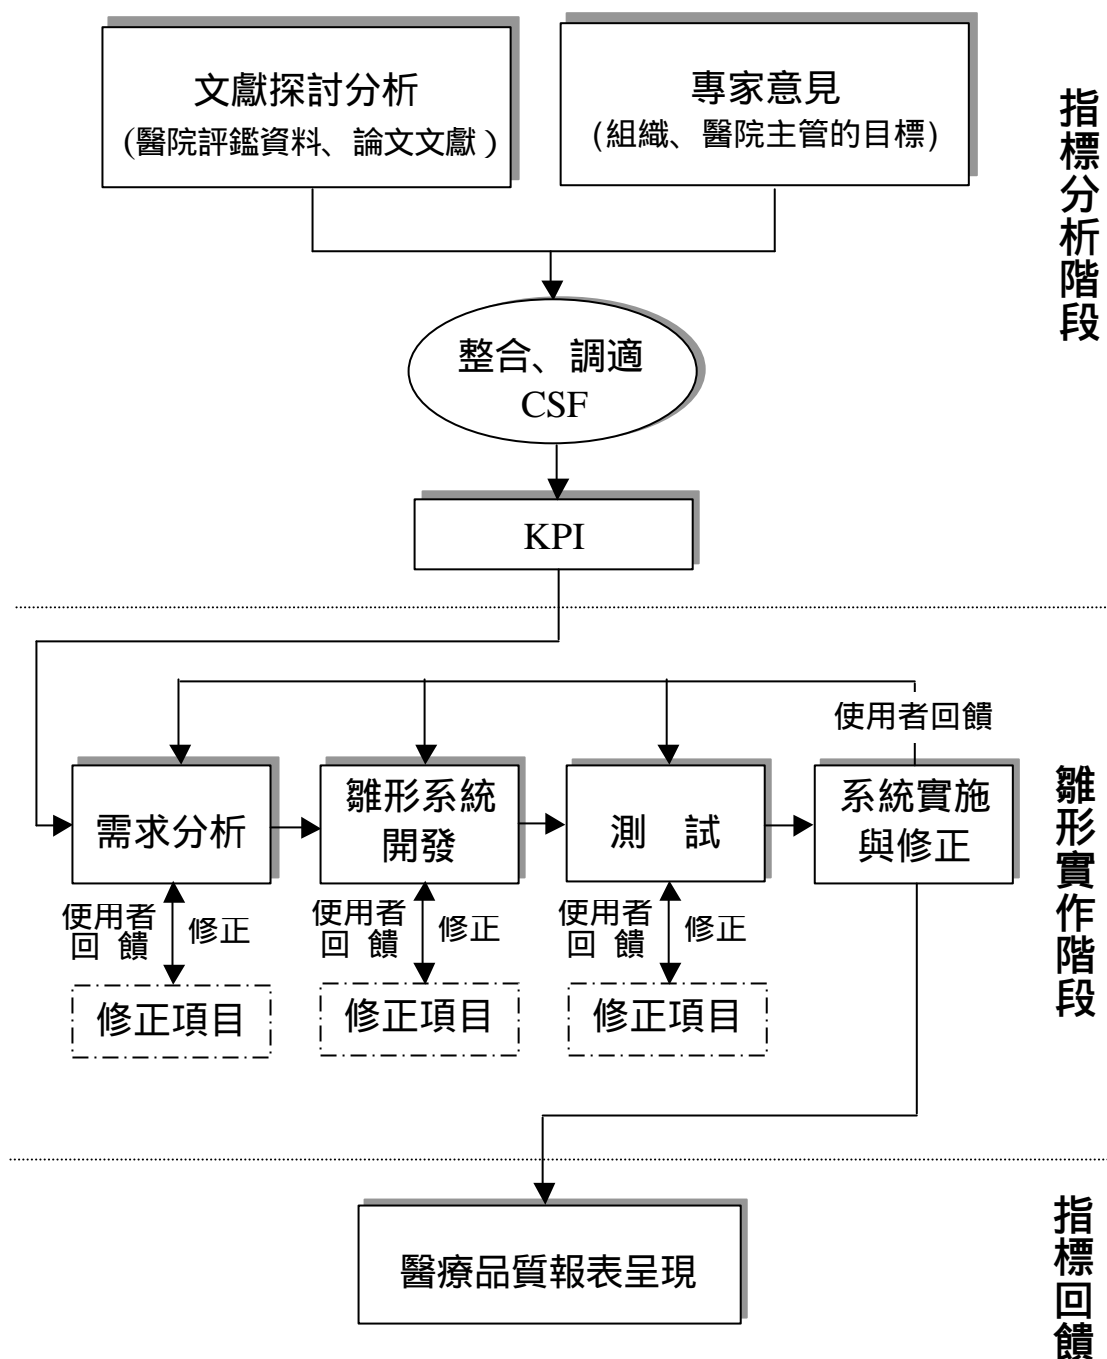 文獻探討分析
(醫院評鑑資料、論文文獻)
專家意見
(組織、醫院主管的目標)
指標分析階段
整合、調適
CSF
KPI
使用者回饋
需求分析
雛形系統
開發
測 試
系統實施
與修正
雛形實作階段
使用者
回 饋
修正
使用者
回 饋
修正
使用者
回 饋
修正
修正項目
修正項目
修正項目
醫療品質報表呈現
指標回饋